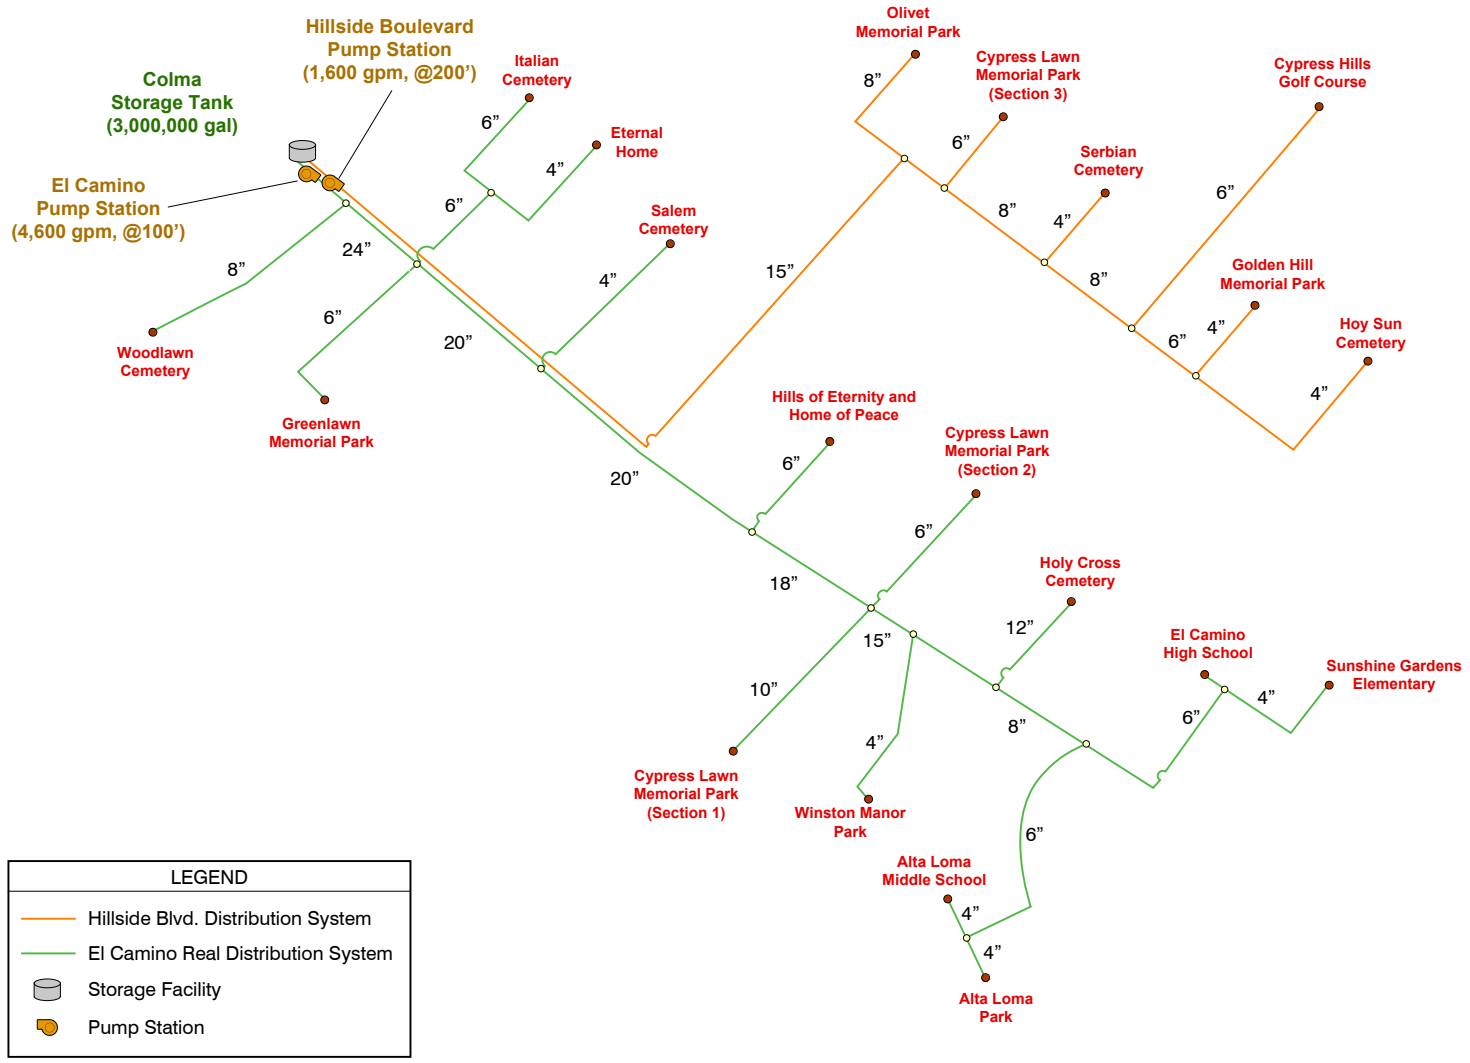 Hillside Boulevard
Pump Station
(1,600 gpm, @200’)
Colma
Storage Tank
(3,000,000 gal)
El Camino
Pump Station
(4,600 gpm, @100’)
Italian
Cemetery
6”
Eternal
Home
4”
6”
Salem
Cemetery
4”
24”
8”
Woodlawn
Cemetery
6”
Greenlawn
Memorial Park
20”
Olivet
Memorial Park
8”
Cypress Lawn
Memorial Park
(Section 3)
6”
Cypress Hills
Golf Course
6”
Serbian
Cemetery
4”
8”
15”
8”
Golden Hill
Memorial Park
4”
6”
Hoy Sun
Cemetery
4”
20”
Hills of Eternity and
Home of Peace
6”
Cypress Lawn
Memorial Park
(Section 2)
6”
18”
15”
Holy Cross
Cemetery
12”
10”
Cypress Lawn
Memorial Park
(Section 1)
4”
Winston Manor
Park
8”
El Camino
High School
6”
4”
Sunshine Gardens
Elementary
6”
Alta Loma
Middle School
4”
4”
Alta Loma
Park
LEGEND
Hillside Blvd. Distribution System
El Camino Real Distribution System
Storage Facility
Pump Station